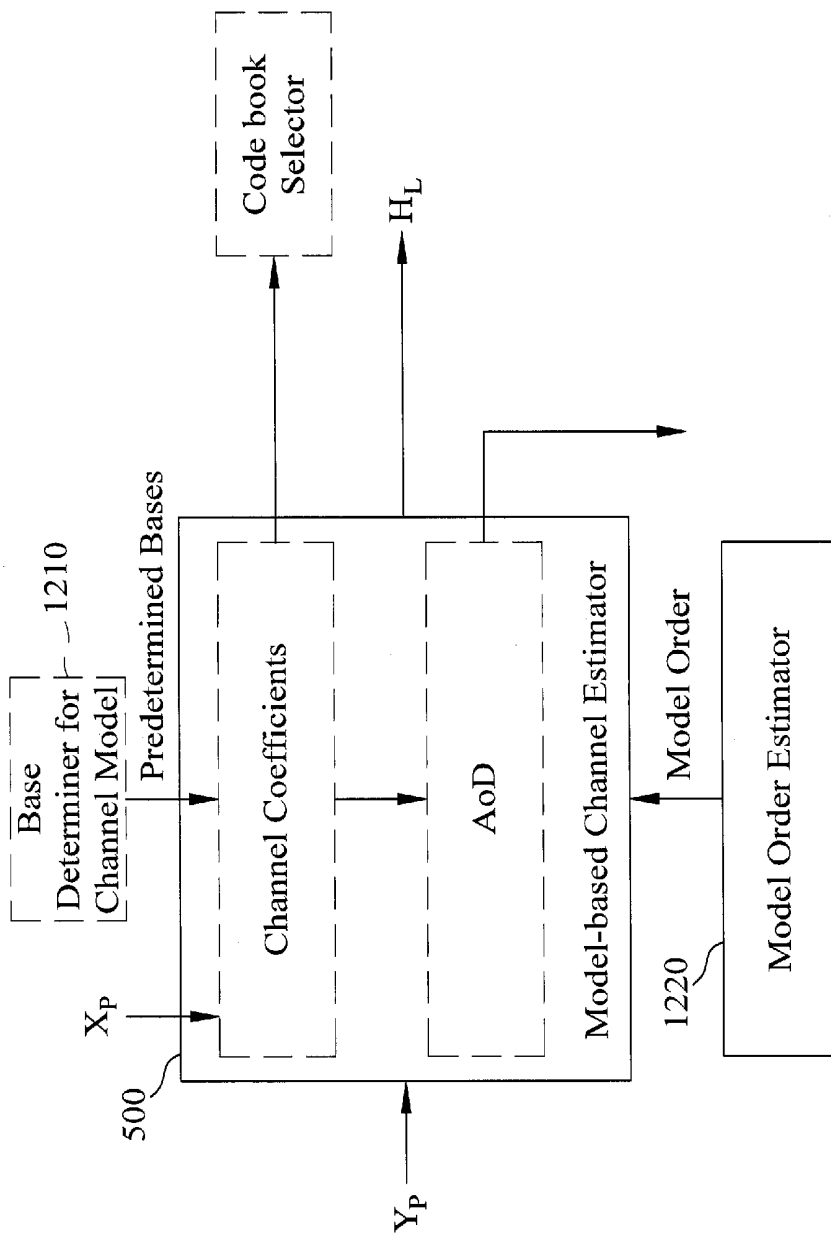 Base
Determiner for
Channel Model
1210
Predetermined Bases
X_P
500
Channel Coefficients
Code book
Selector
Y_P
H_L
AoD
Model-based Channel Estimator
Model Order
1220
Model Order Estimator